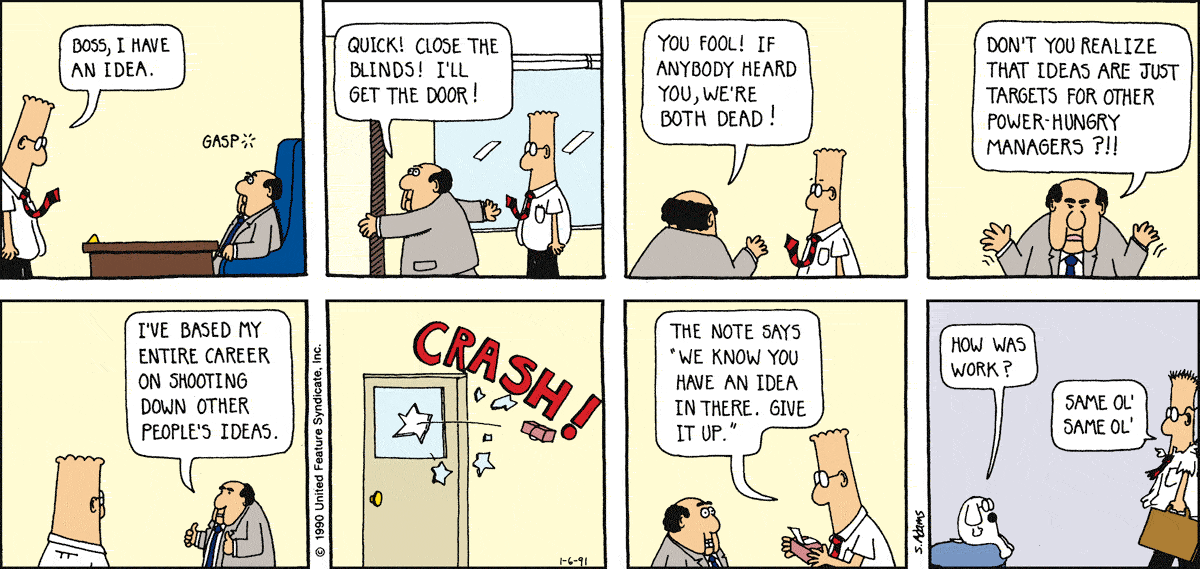 BOSS, I HAVE
AN IDEA.
GASP
QUICK! CLOSE THE
BLINDS! I'LL
GET THE DOOR!
YOU FOOL! IF
ANYBODY HEARD
YOU, WE'RE
BOTH DEAD!
DON'T YOU REALIZE
THAT IDEAS ARE JUST
TARGETS FOR OTHER
POWER-HUNGRY
MANAGERS?!!
I'VE BASED MY
ENTIRE CAREER
ON SHOOTING
DOWN OTHER
PEOPLE'S IDEAS.
© 1990 United Feature Syndicate, Inc.
CRASH!
1-6-91
THE NOTE SAYS
"WE KNOW YOU
HAVE AN IDEA
IN THERE. GIVE
IT UP."
S. Adams
HOW WAS
WORK?
SAME OL'
SAME OL'